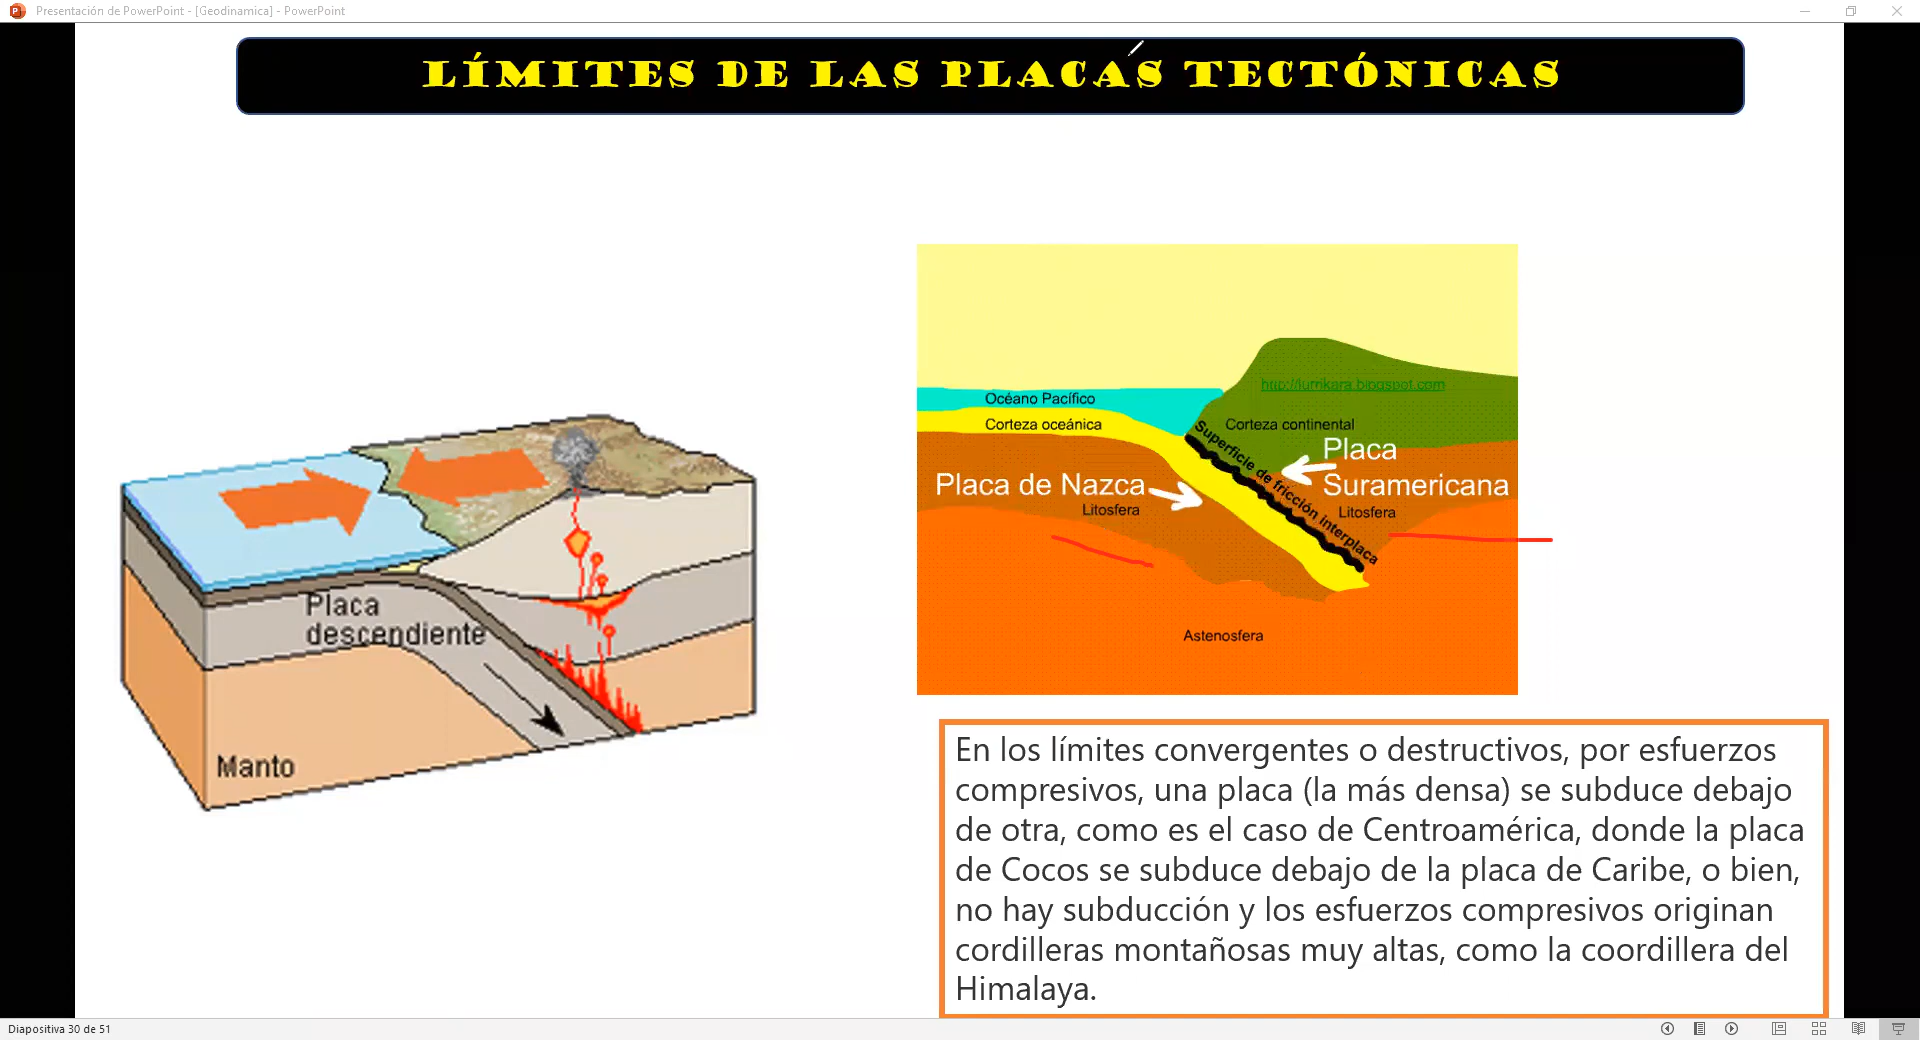 Presentación de PowerPoint - [Geodinamica] - PowerPoint
LÍMITES DE LAS PLACAS TECTÓNICAS
Placa
descendiente
Manto
http://lumkara.blogspot.com
Océano Pacífico
Corteza oceánica
Corteza continental
Superficie de fricción interplaca
Placa
Suramericana
Placa de Nazca
Litosfera
Litosfera
Astenosfera
En los límites convergentes o destructivos, por esfuerzos
compresivos, una placa (la más densa) se subduce debajo
de otra, como es el caso de Centroamérica, donde la placa
de Cocos se subduce debajo de la placa de Caribe, o bien,
no hay subducción y los esfuerzos compresivos originan
cordilleras montañosas muy altas, como la coordillera del
Himalaya.
Diapositiva 30 de 51